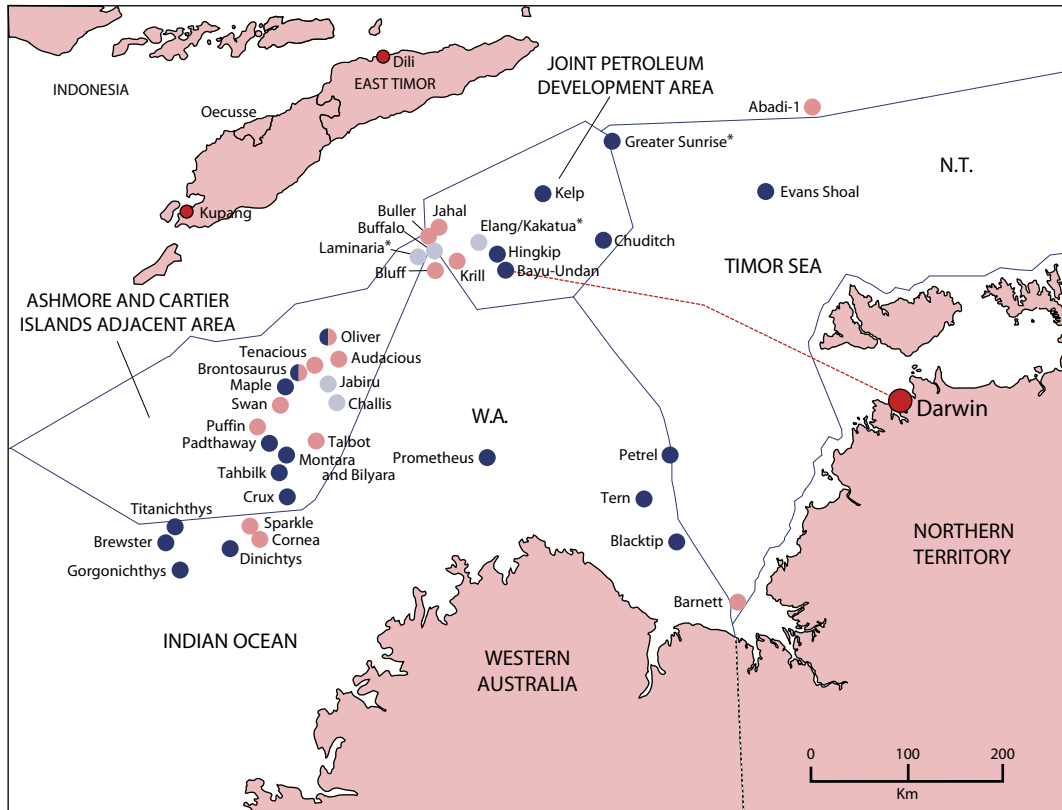 Dili
EAST TIMOR
INDONESIA
Oecusse
Kupang
JOINT PETROLEUM
DEVELOPMENT AREA
Abadi-1
Greater Sunrise*
N.T.
Kelp
Evans Shoal
Buller
Jahal
Buffalo
Elang/Kakatua*
Laminaria*
Hingkip
Chuditch
Bluff
Krill
Bayu-Undan
TIMOR SEA
ASHMORE AND CARTIER
ISLANDS ADJACENT AREA
Oliver
Tenacious
Audacious
Brontosaurus
Maple
Jabiru
Swan
Challis
Darwin
Puffin
W.A.
Padthaway
Talbot
Montara
and Bilyara
Prometheus
Petrel
Tahbilk
Crux
Tern
Titanichthys
Sparkle
Brewster
Cornea
Blacktip
Dinichtys
Gorgonichthys
NORTHERN
TERRITORY
Barnett
INDIAN OCEAN
WESTERN
AUSTRALIA
0
100
200
Km